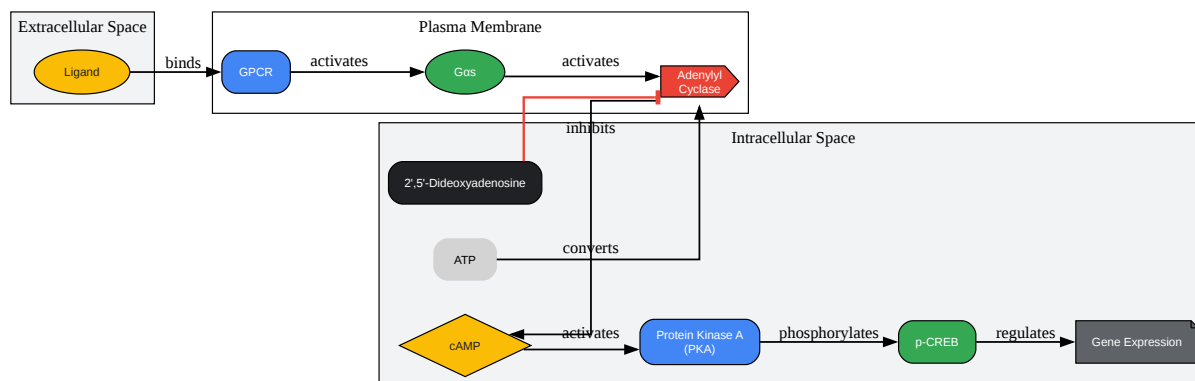 Extracellular Space
Plasma Membrane
Ligand
binds
GPCR
activates
Gαs
activates
Adenylyl
Cyclase
inhibits
Intracellular Space
2',5'-Dideoxyadenosine
ATP
converts
cAMP
activates
Protein Kinase A
(PKA)
phosphorylates
p-CREB
regulates
Gene Expression